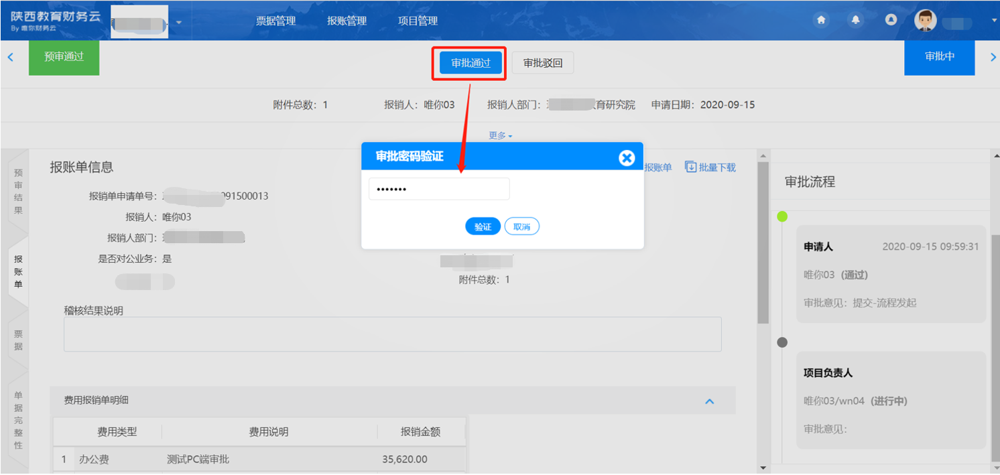 陕西教育财务云
By 唯你财务云
票据管理 报账管理 项目管理
预审通过
审批通过 审批驳回
审批中
附件总数：1 报销人：唯你03 报销人部门： 育研究院 申请日期：2020-09-15
更多
预审结果
报账单
票据
单据完整性
报账单信息
报账单 批量下载
报销单申请单号： 091500013
报销人：唯你03
报销人部门：
是否对公业务：是
附件总数：1
稽核结果说明
审批密码验证
•••••••
验证 取消
费用报销单明细
费用类型 费用说明 报销金额
1 办公费 测试PC端审批 35,620.00
审批流程
申请人 2020-09-15 09:59:31
唯你03 (通过)
审批意见：提交-流程发起
项目负责人
唯你03/wn04 (进行中)
审批意见：